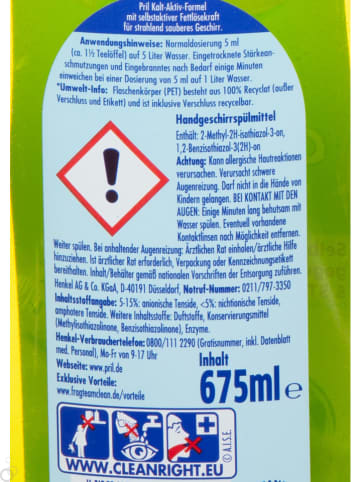 Pril Kalt-Aktiv-Formel
mit selbstaktiver Fettlösekraft
für strahlend sauberes Geschirr.
Anwendungshinweise: Normaldosierung 5 ml
(ca. 1½ Teelöffel) auf 5 Liter Wasser. Eingetrocknete Stärkean-
schmutzungen und Eingebranntes nach Bedarf einige Minuten
einweichen bei einer Dosierung von 5 ml auf 1 Liter Wasser.
*Umwelt-Info: Flaschenkörper (PET) besteht aus 100% Recyclat (außer
Verschluss und Etikett) und ist inklusive Verschluss recycelbar.
Handgeschirrspülmittel
Enthält: 2-Methyl-2H-isothiazol-3-on,
1,2-Benzisothiazol-3(2H)-on
Achtung: Kann allergische Hautreaktionen
verursachen. Verursacht schwere
Augenreizung. Darf nicht in die Hände von
Kindern gelangen. BEI KONTAKT MIT DEN
AUGEN: Einige Minuten lang behutsam mit
Wasser spülen. Eventuell vorhandene
Kontaktlinsen nach Möglichkeit entfernen.
Weiter spülen. Bei anhaltender Augenreizung: Ärztlichen Rat einholen/ärztliche Hilfe
hinzuziehen. Ist ärztlicher Rat erforderlich, Verpackung oder Kennzeichnungsetikett
bereithalten. Inhalt/Behälter gemäß nationalen Vorschriften der Entsorgung zuführen.
Henkel AG & Co. KGaA, D-40191 Düsseldorf, Notruf-Nummer: 0211/797-3350
Inhaltsstoffangabe: 5-15% anionische Tenside, <5% nichtionische Tenside,
amphotere Tenside. Weitere Inhaltsstoffe: Duftstoffe, Konservierungsmittel
(Methylisothiazolinone, Benzisothiazolinone), Enzyme.
Henkel-Verbrauchertelefon: 0800/111 2290 (Gratisnummer, inkl. Datenblatt
med. Personal), Mo-Fr von 9-17 Uhr
Webseite: www.pril.de
Exklusive Vorteile:
www.fragteamclean.de/vorteile
Inhalt
675ml e
© A.I.S.E.
WWW.CLEANRIGHT.EU